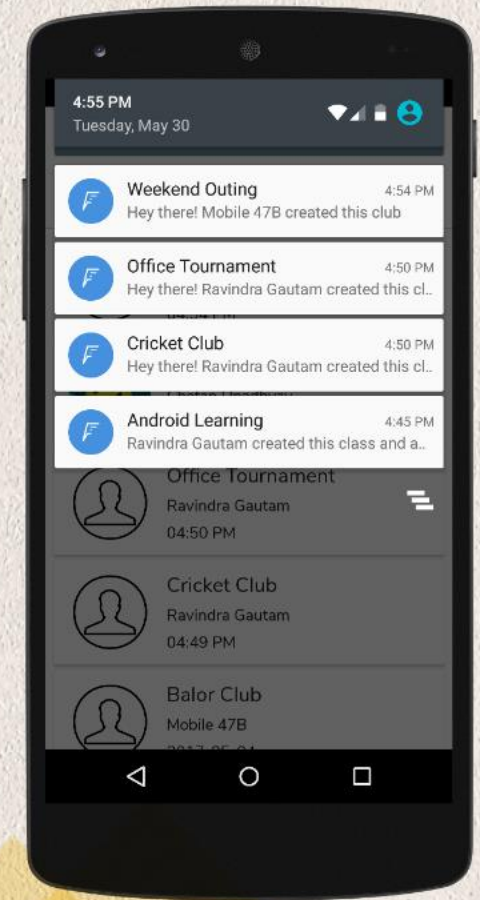 4:55 PM
Tuesday, May 30
Weekend Outing 4:54 PM
Hey there! Mobile 47B created this club
Office Tournament 4:50 PM
Hey there! Ravindra Gautam created this cl..
Cricket Club 4:50 PM
Hey there! Ravindra Gautam created this cl..
Android Learning 4:45 PM
Ravindra Gautam created this class and a..
Office Tournament
Ravindra Gautam
04:50 PM
Cricket Club
Ravindra Gautam
04:49 PM
Balor Club
Mobile 47B